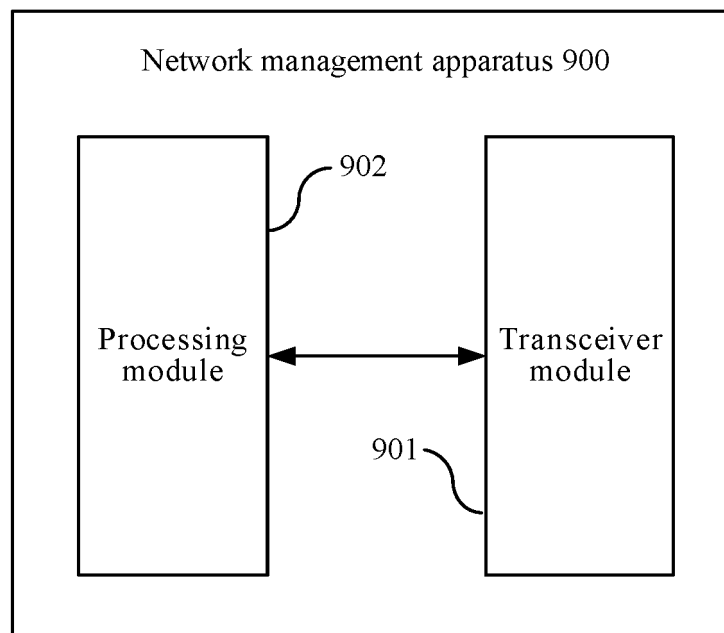 Network management apparatus 900
902
Processing
module
Transceiver
module
901